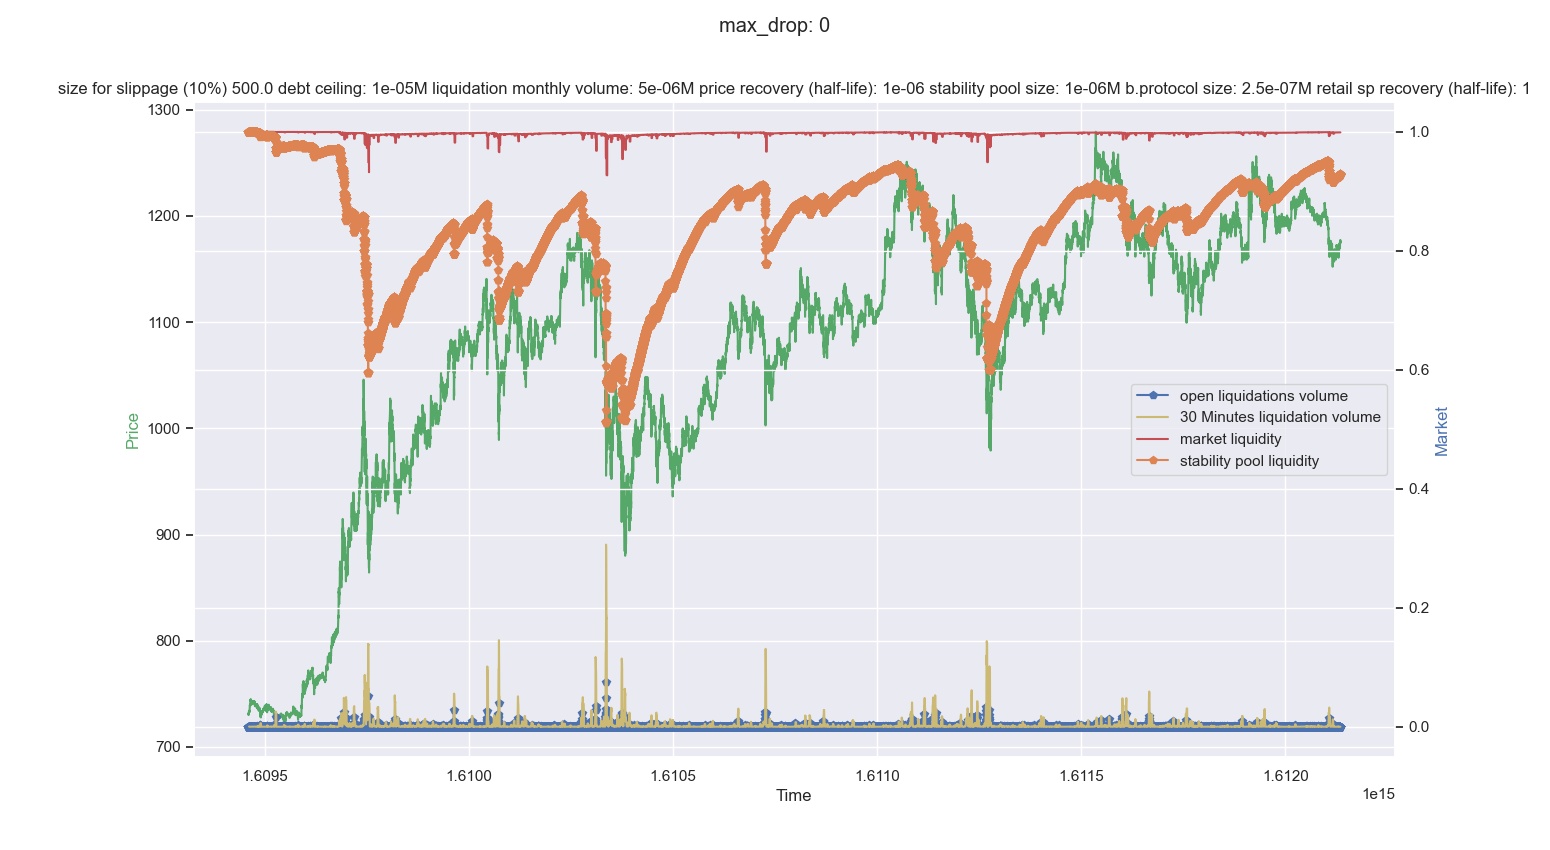 max_drop: 0
size for slippage (10%) 500.0 debt ceiling: 1e-05M liquidation monthly volume: 5e-06M price recovery (half-life): 1e-06 stability pool size: 1e-06M b.protocol size: 2.5e-07M retail sp recovery (half-life): 1
1300
1200
1100
1000
900
800
700
Price
1.0
0.8
0.6
0.4
0.2
0.0
Market
open liquidations volume
30 Minutes liquidation volume
market liquidity
stability pool liquidity
1.6095 1.6100 1.6105 1.6110 1.6115 1.6120
Time
1e15